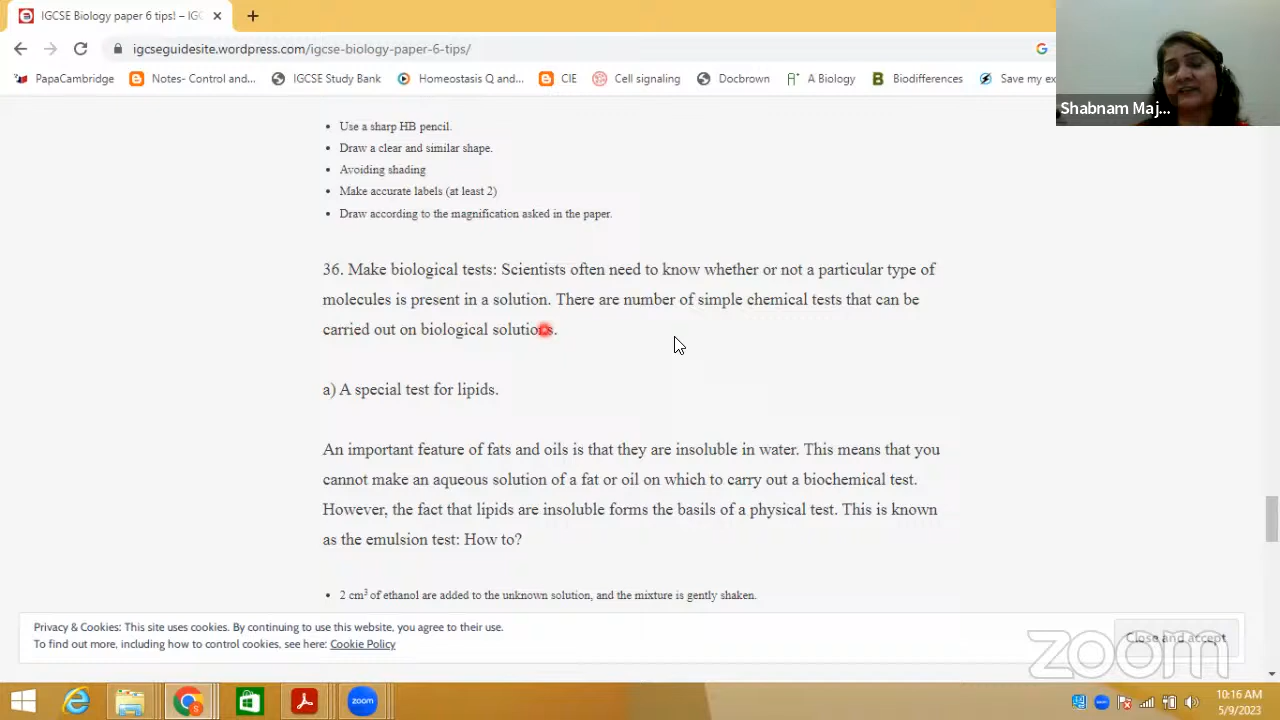 IGCSE Biology paper 6 tips! – IGC
igcseguidesite.wordpress.com/igcse-biology-paper-6-tips/
PapaCambridge
Notes- Control and...
IGCSE Study Bank
Homeostasis Q and...
CIE
Cell signaling
Docbrown
A Biology
Biodifferences
Save my ex
Shabnam Maj...
• Use a sharp HB pencil.
• Draw a clear and similar shape.
• Avoiding shading
• Make accurate labels (at least 2)
• Draw according to the magnification asked in the paper.
36. Make biological tests: Scientists often need to know whether or not a particular type of
molecules is present in a solution. There are number of simple chemical tests that can be
carried out on biological solutions.
a) A special test for lipids.
An important feature of fats and oils is that they are insoluble in water. This means that you
cannot make an aqueous solution of a fat or oil on which to carry out a biochemical test.
However, the fact that lipids are insoluble forms the basils of a physical test. This is known
as the emulsion test: How to?
• 2 cm³ of ethanol are added to the unknown solution, and the mixture is gently shaken.
Privacy & Cookies: This site uses cookies. By continuing to use this website, you agree to their use.
To find out more, including how to control cookies, see here: Cookie Policy
Close and accept
zoom
zoom
10:16 AM
5/9/2023